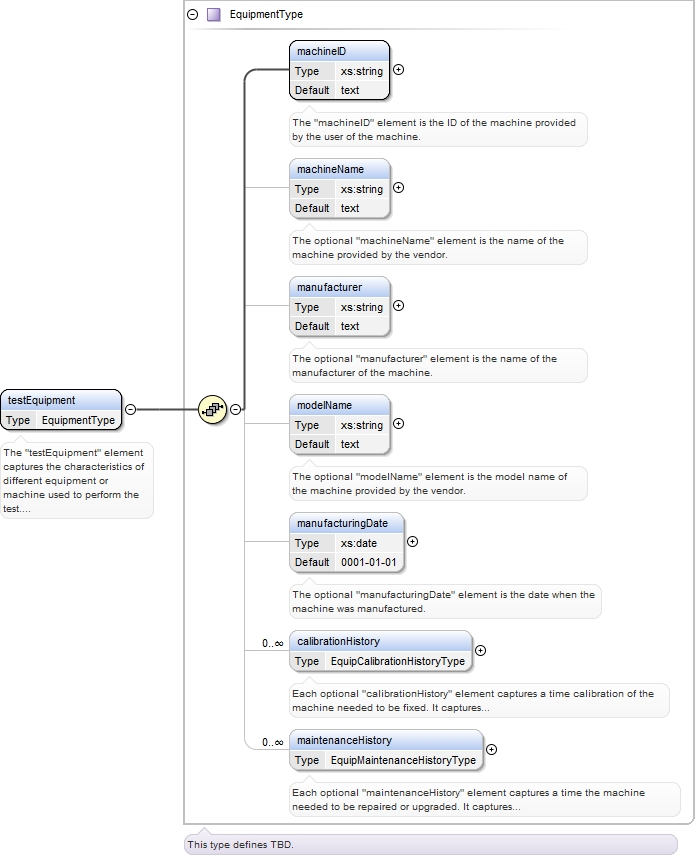 EquipmentType
machineID
Type xs:string
Default text
The "machineID" element is the ID of the machine provided
by the user of the machine.
machineName
Type xs:string
Default text
The optional "machineName" element is the name of the
machine provided by the vendor.
manufacturer
Type xs:string
Default text
The optional "manufacturer" element is the name of the
manufacturer of the machine.
testEquipment
Type EquipmentType
The "testEquipment" element
captures the characteristics of
different equipment or
machine used to perform the
test....
modelName
Type xs:string
Default text
The optional "modelName" element is the model name of
the machine provided by the vendor.
manufacturingDate
Type xs:date
Default 0001-01-01
The optional "manufacturingDate" element is the date when the
machine was manufactured.
0..∞
calibrationHistory
Type EquipCalibrationHistoryType
Each optional "calibrationHistory" element captures a time calibration of the
machine needed to be fixed. It captures...
0..∞
maintenanceHistory
Type EquipMaintenanceHistoryType
Each optional "maintenanceHistory" element captures a time the machine
needed to be repaired or upgraded. It captures...
This type defines TBD.